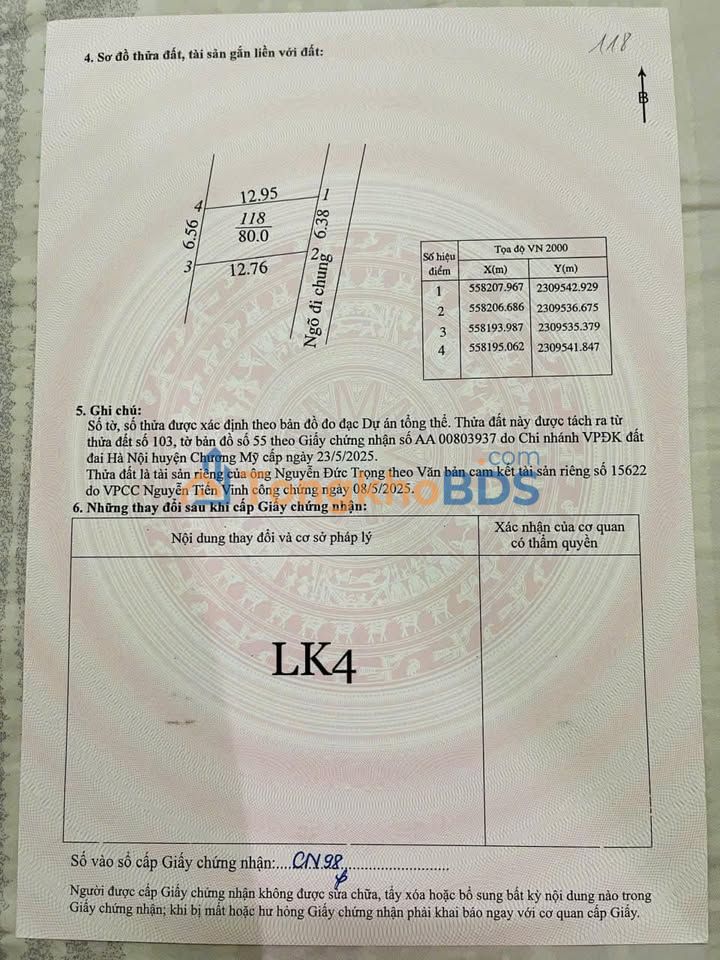 118
4. Sơ đồ thửa đất, tài sản gắn liền với đất:
B
12.95
1
4
118
80.0
6.56
6.38
3
12.76
2
Ngõ đi chung
Số hiệu điểm Tọa độ VN 2000
X(m) Y(m)
1 558207.967 2309542.929
2 558206.686 2309536.675
3 558193.987 2309535.379
4 558195.062 2309541.847
5. Ghi chú:
Số tờ, số thửa được xác định theo bản đồ đo đạc Dự án tổng thể. Thửa đất này được tách ra từ
thửa đất số 103, tờ bản đồ số 55 theo Giấy chứng nhận số AA 00803937 do Chi nhánh VPĐK đất
đai Hà Nội huyện Chương Mỹ cấp ngày 23/5/2025.
Thửa đất là tài sản riêng của ông Nguyễn Đức Trọng theo Văn bản cam kết tài sản riêng số 15622
do VPCC Nguyễn Tiến Vinh công chứng ngày 08/5/2025.
TongKhoBDS.com
6. Những thay đổi sau khi cấp Giấy chứng nhận:
Nội dung thay đổi và cơ sở pháp lý
Xác nhận của cơ quan
có thẩm quyền
LK4
Số vào sổ cấp Giấy chứng nhận:....CN98............................
Người được cấp Giấy chứng nhận không được sửa chữa, tẩy xóa hoặc bổ sung bất kỳ nội dung nào trong
Giấy chứng nhận; khi bị mất hoặc hư hỏng Giấy chứng nhận phải khai báo ngay với cơ quan cấp Giấy.